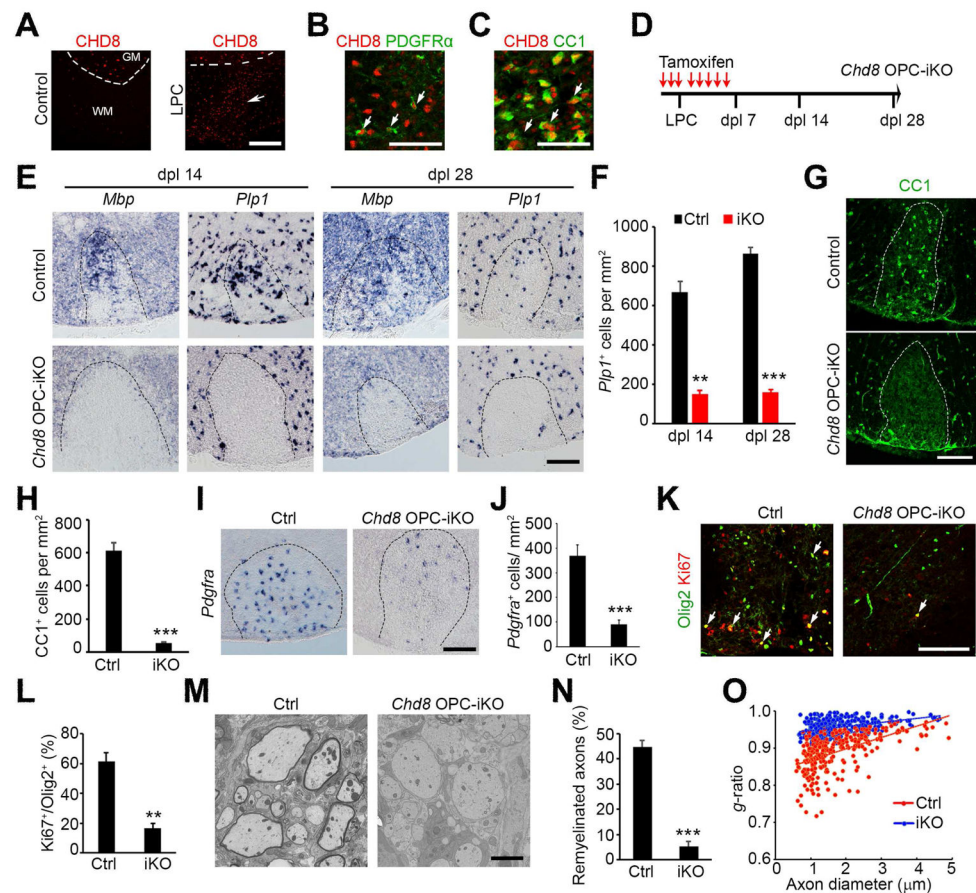 A
CHD8
CHD8
Control
LPC
GM
WM
B
CHD8 PDGFRα
C
CHD8 CC1
D
Tamoxifen
Chd8 OPC-iKO
LPC
dpl 7
dpl 14
dpl 28
E
dpl 14
dpl 28
Mbp
Plp1
Mbp
Plp1
Control
Chd8 OPC-iKO
F
Ctrl
iKO
Plp1⁺ cells per mm²
1000
800
600
400
200
0
**
***
dpl 14
dpl 28
G
CC1
Control
Chd8 OPC-iKO
H
CC1⁺ cells per mm²
800
600
400
200
0
***
Ctrl
iKO
I
Ctrl
Chd8 OPC-iKO
Pdgfra
J
Pdgfra⁺ cells/ mm²
500
400
300
200
100
0
***
Ctrl
iKO
K
Ctrl
Chd8 OPC-iKO
Olig2 Ki67
L
Ki67⁺/Olig2⁺ (%)
80
60
40
20
0
**
Ctrl
iKO
M
Ctrl
Chd8 OPC-iKO
N
Remyelinated axons (%)
50
40
30
20
10
0
***
Ctrl
iKO
O
g-ratio
1.0
0.9
0.8
0.7
0.6
Ctrl
iKO
0
1
2
3
4
5
Axon diameter (μm)